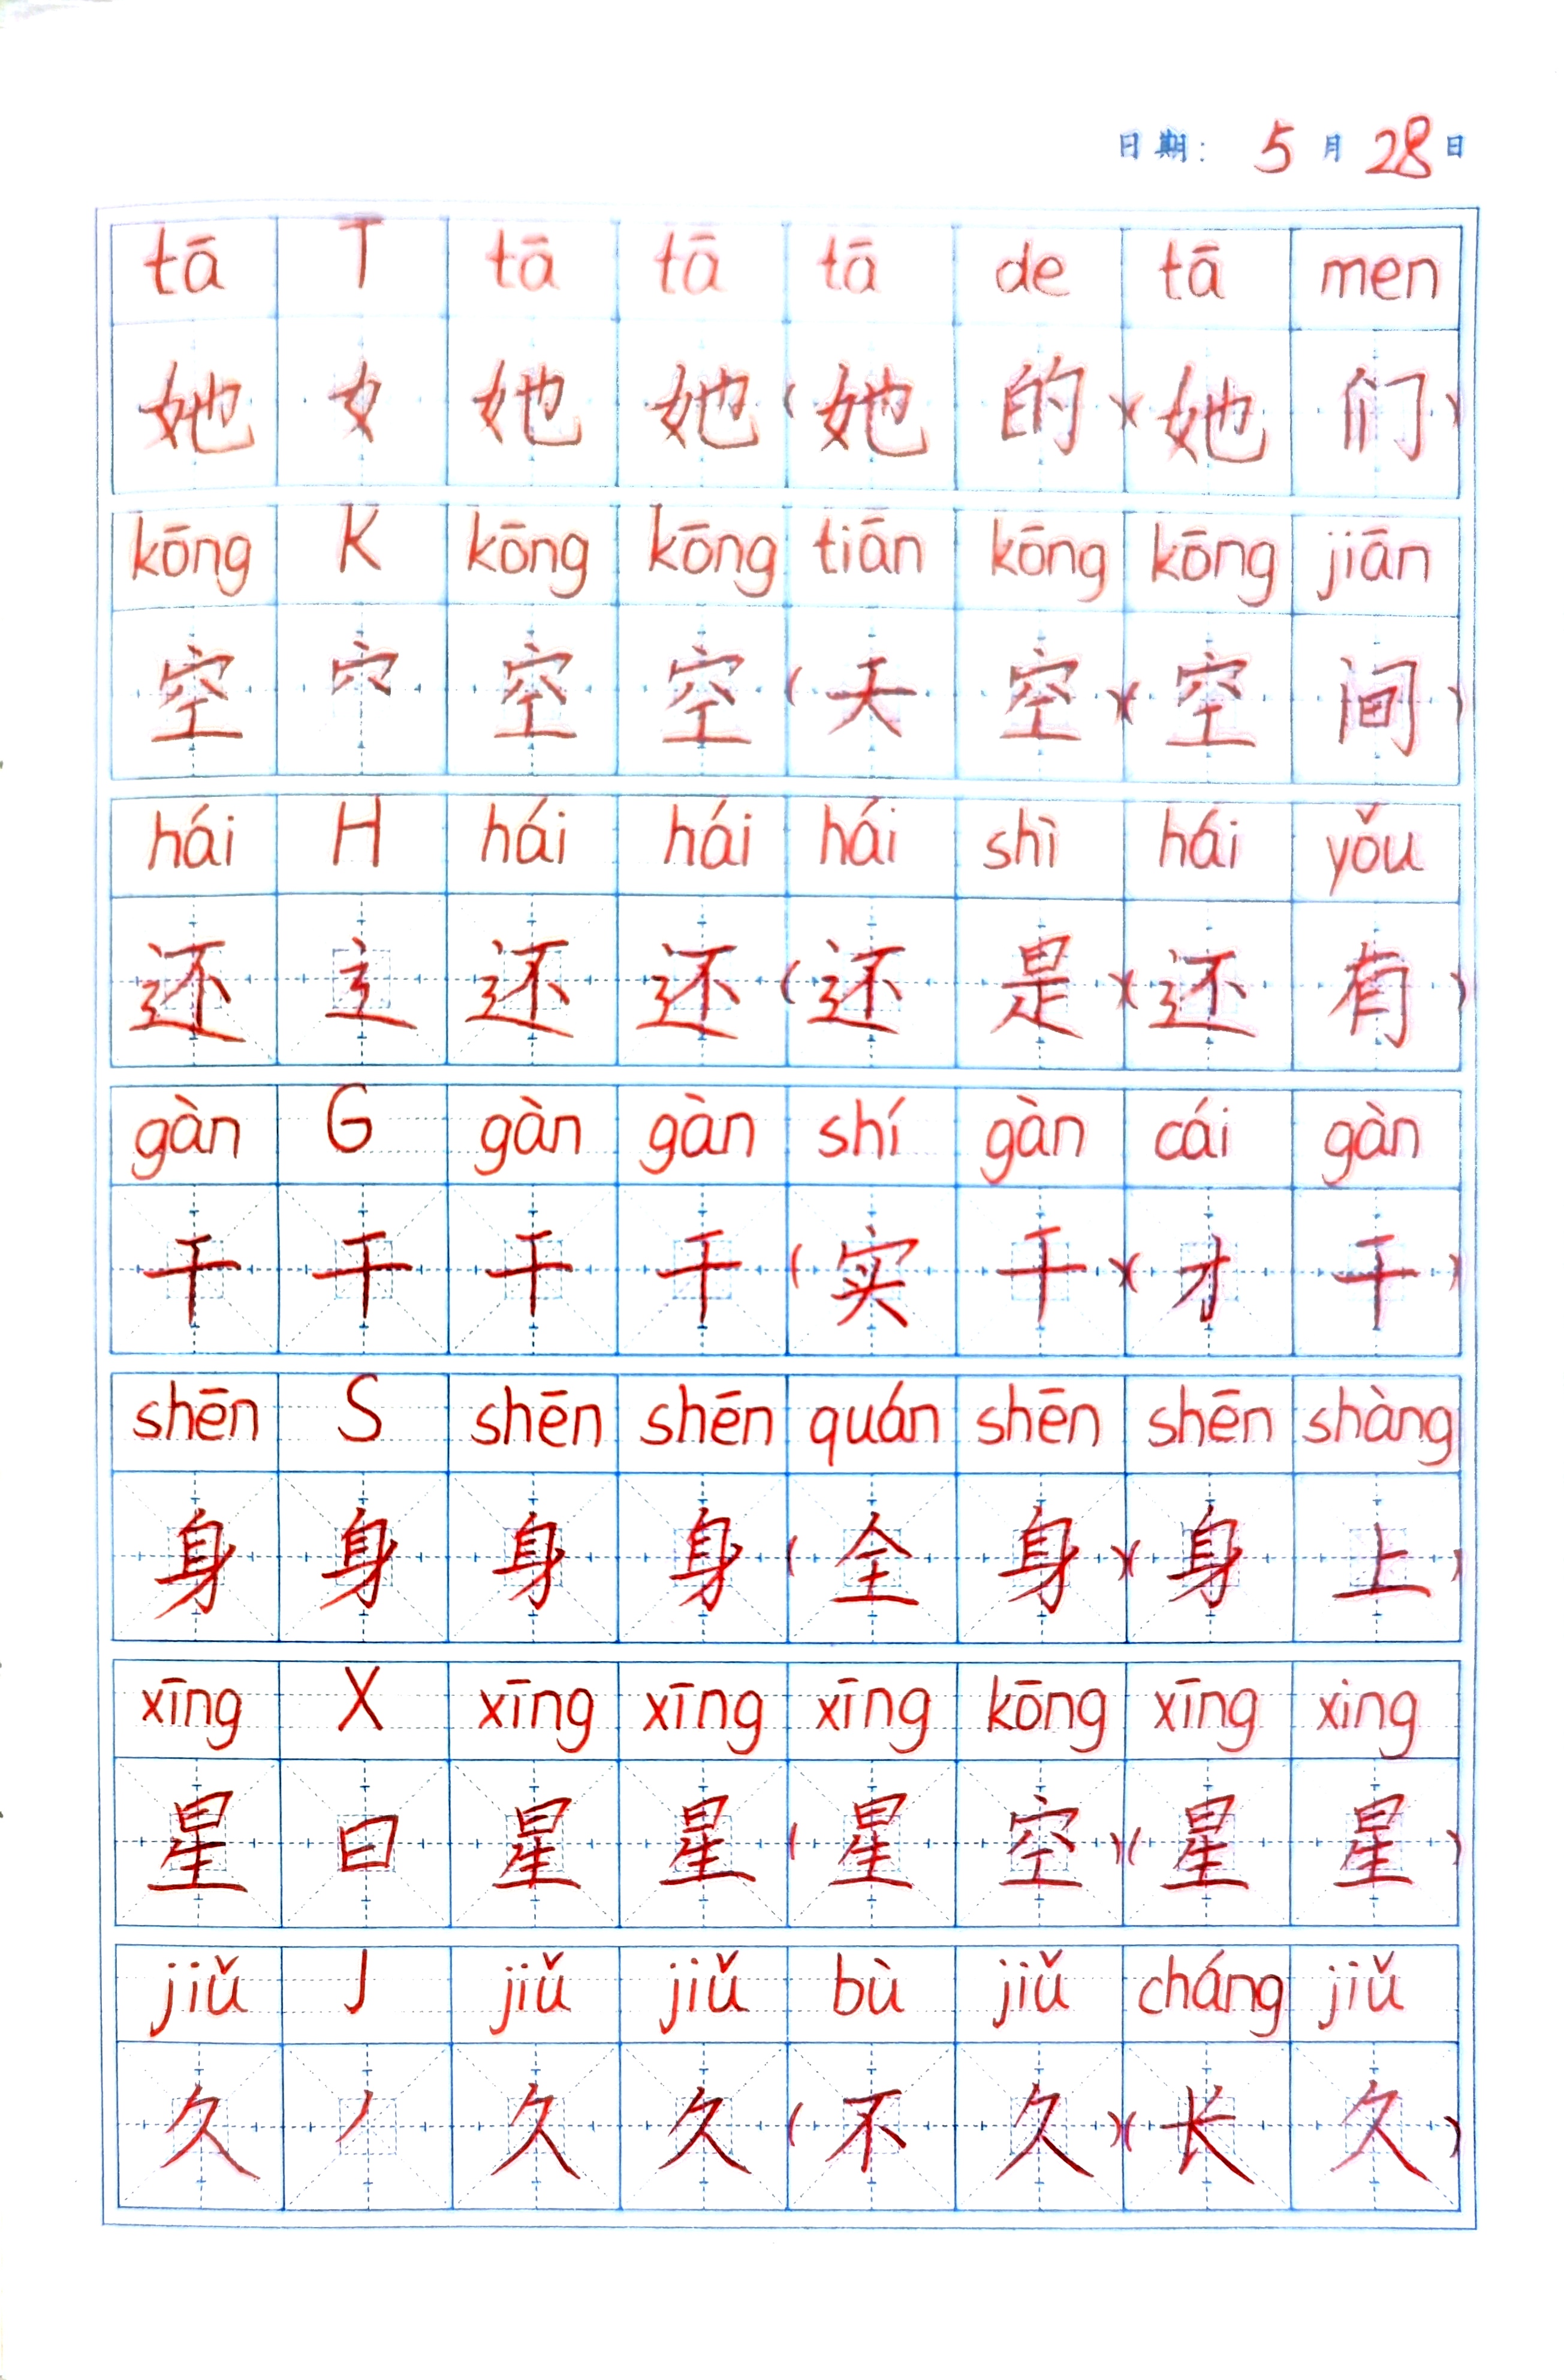 日期： 5 月 28 日
tā T tā tā tā de tā men
她 女 她 她 (她 的)(她 们)
kōng K kōng kōng tiān kōng kōng jiān
空 穴 空 空 (天 空)(空 间)
hái H hái hái hái shì hái yǒu
还 辶 还 还 (还 是)(还 有)
gàn G gàn gàn shí gàn cái gàn
干 干 干 干 (实 干)(才 干)
shēn S shēn shēn quán shēn shēn shàng
身 身 身 身 (全 身)(身 上)
xīng X xīng xīng xīng kōng xīng xing
星 日 星 星 (星 空)(星 星)
jiǔ J jiǔ jiǔ bù jiǔ cháng jiǔ
久 丿 久 久 (不 久)(长 久)